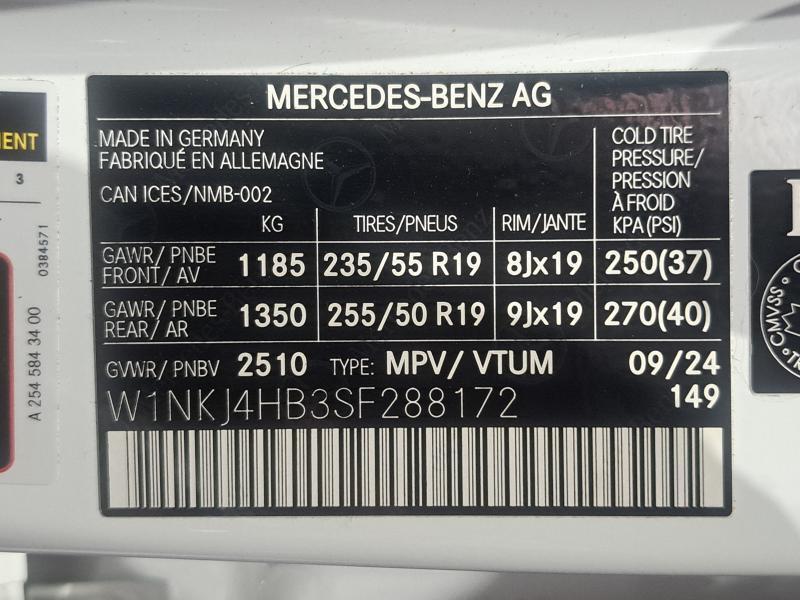 MERCEDES-BENZ AG
MADE IN GERMANY
FABRIQUÉ EN ALLEMAGNE
CAN ICES/NMB-002
COLD TIRE
PRESSURE/
PRESSION
À FROID
KPA (PSI)
KG TIRES/PNEUS RIM/JANTE
GAWR/ PNBE
FRONT/ AV
1185 235/55 R19 8Jx19 250(37)
GAWR/ PNBE
REAR/ AR
1350 255/50 R19 9Jx19 270(40)
GVWR/ PNBV 2510 TYPE: MPV/ VTUM 09/24
W1NKJ4HB3SF288172 149
3
0384571
A 254 584 34 00
CMVSS